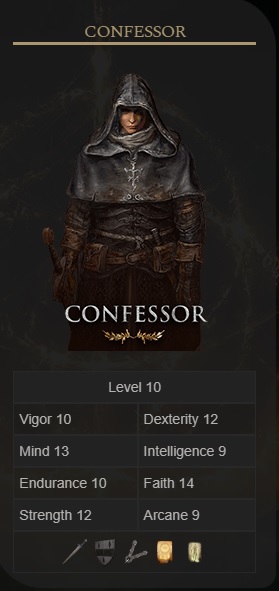 CONFESSOR
CONFESSOR
Level 10
Vigor 10 Dexterity 12
Mind 13 Intelligence 9
Endurance 10 Faith 14
Strength 12 Arcane 9